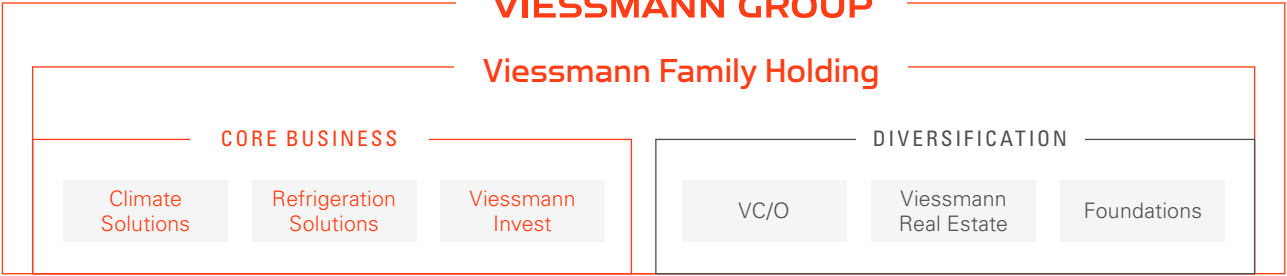 VIESSMANN GROUP
Viessmann Family Holding
CORE BUSINESS
DIVERSIFICATION
Climate
Solutions
Refrigeration
Solutions
Viessmann
Invest
VC/O
Viessmann
Real Estate
Foundations